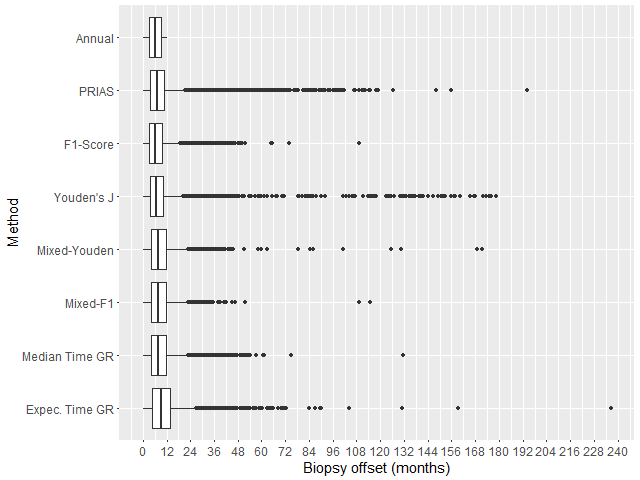 Annual
PRIAS
F1-Score
Youden's J
Mixed-Youden
Mixed-F1
Median Time GR
Expec. Time GR
Method
0 12 24 36 48 60 72 84 96 108 120 132 144 156 168 180 192 204 216 228 240
Biopsy offset (months)